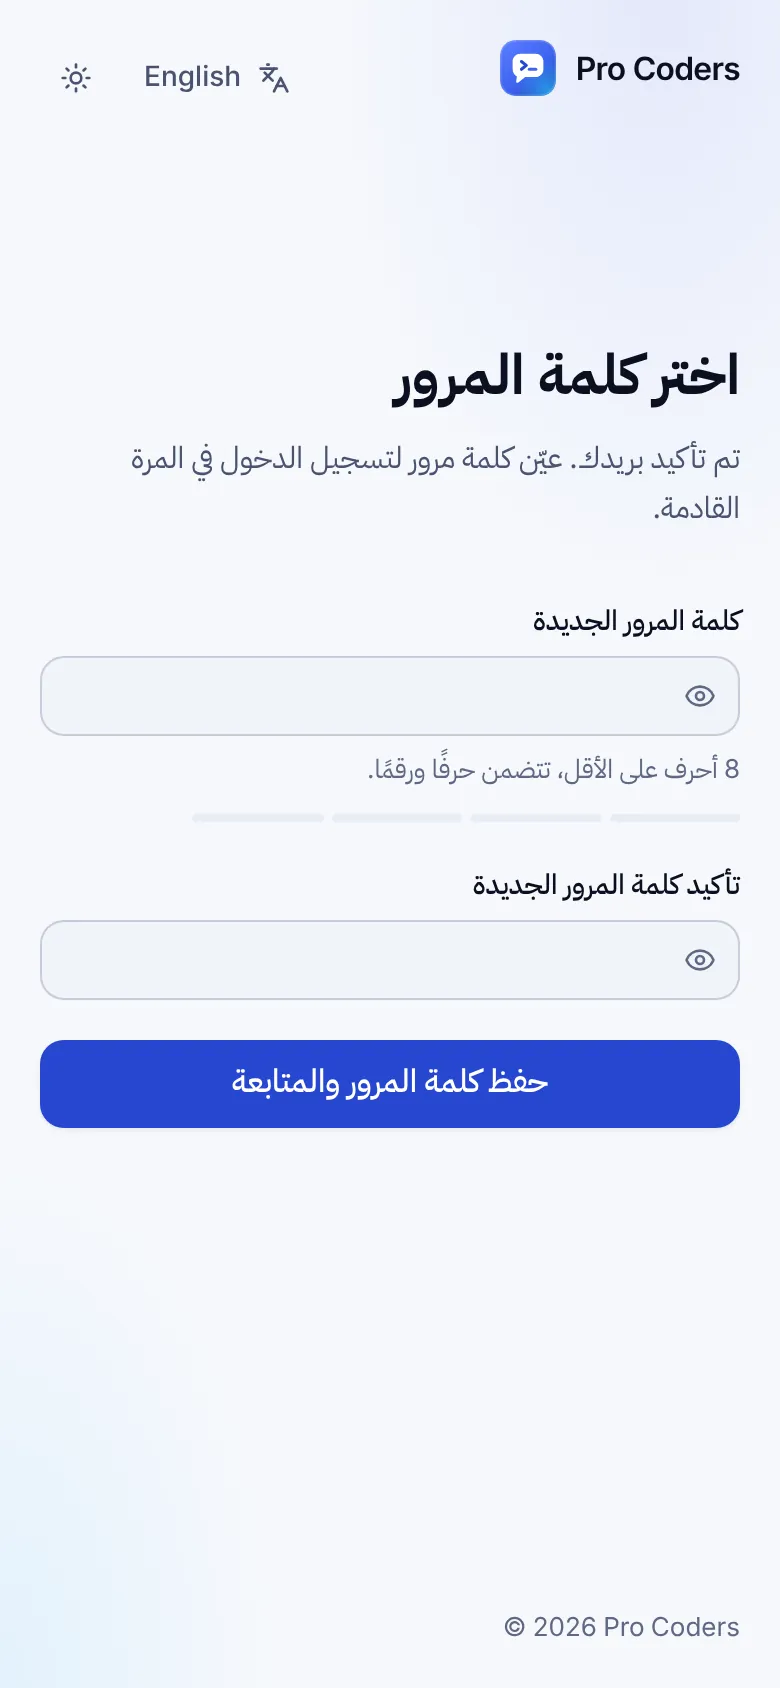 Pro Coders
English
اختر كلمة المرور
تم تأكيد بريدك. عيّن كلمة مرور لتسجيل الدخول في المرة
القادمة.
كلمة المرور الجديدة
8 أحرف على الأقل، تتضمن حرفًا ورقمًا.
تأكيد كلمة المرور الجديدة
حفظ كلمة المرور والمتابعة
© 2026 Pro Coders